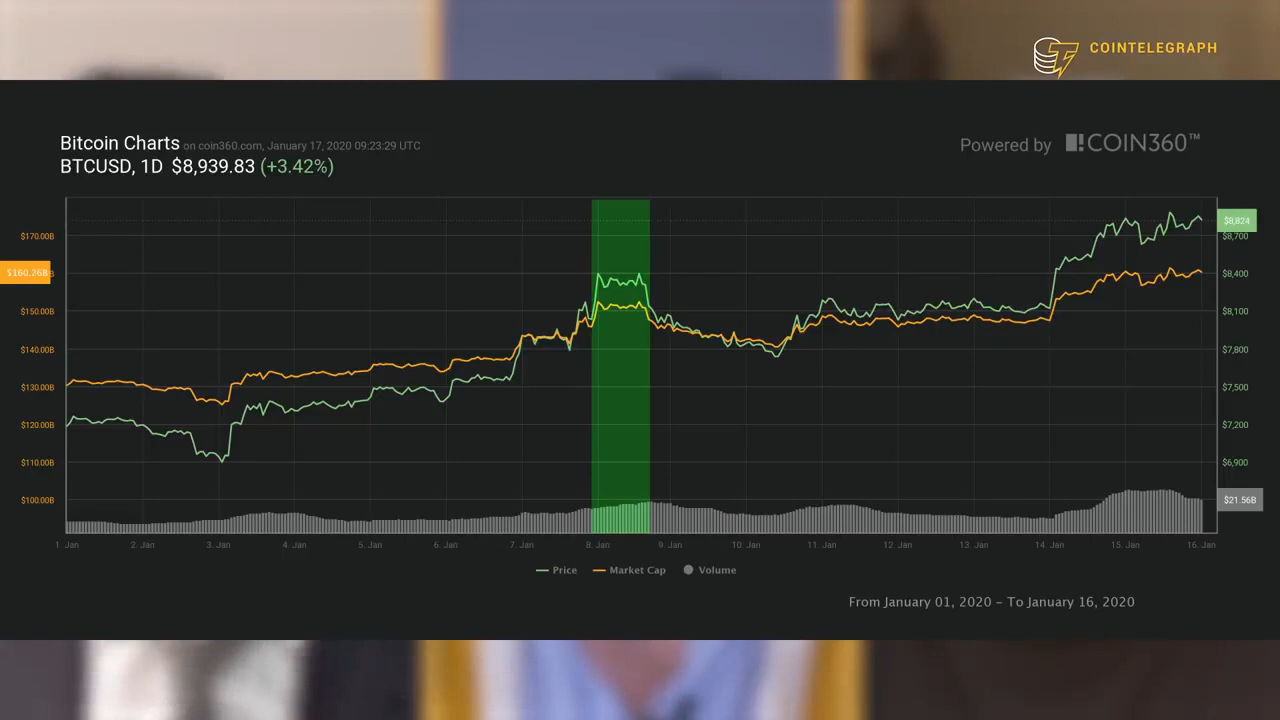 COINTELEGRAPH
Bitcoin Charts on coin360.com, January 17, 2020 09:23:29 UTC
BTCUSD, 1D $8,939.83 (+3.42%)
Powered by COIN360™
$8,824
$170.00B
$8,700
$160.26B
$8,400
$150.00B
$8,100
$140.00B
$7,800
$130.00B
$7,500
$120.00B
$7,200
$110.00B
$6,900
$100.00B
$21.56B
1. Jan 2. Jan 3. Jan 4. Jan 5. Jan 6. Jan 7. Jan 8. Jan 9. Jan 10. Jan 11. Jan 12. Jan 13. Jan 14. Jan 15. Jan 16. Jan
Price Market Cap Volume
From January 01, 2020 – To January 16, 2020